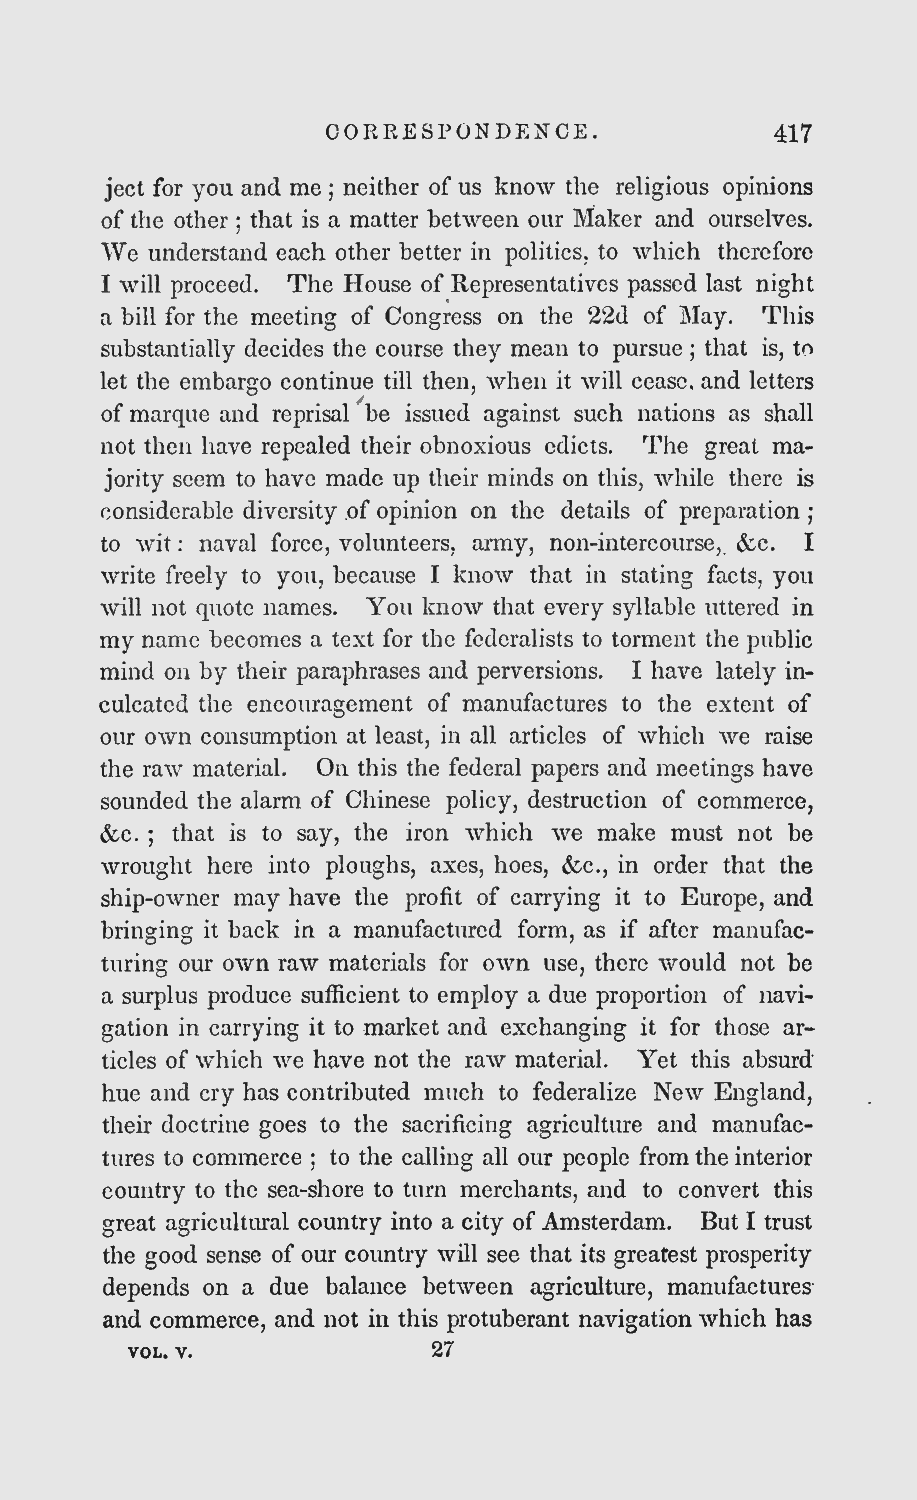 CORRESPONDENCE. 417
ject for you and me ; neither of us know the religious opinions
of the other ; that is a matter between our Maker and ourselves.
We understand each other better in politics, to which therefore
I will proceed. The House of Representatives passed last night
a bill for the meeting of Congress on the 22d of May. This
substantially decides the course they mean to pursue ; that is, to
let the embargo continue till then, when it will cease, and letters
of marque and reprisal be issued against such nations as shall
not then have repealed their obnoxious edicts. The great ma-
jority seem to have made up their minds on this, while there is
considerable diversity of opinion on the details of preparation ;
to wit : naval force, volunteers, army, non-intercourse, &c. I
write freely to you, because I know that in stating facts, you
will not quote names. You know that every syllable uttered in
my name becomes a text for the federalists to torment the public
mind on by their paraphrases and perversions. I have lately in-
culcated the encouragement of manufactures to the extent of
our own consumption at least, in all articles of which we raise
the raw material. On this the federal papers and meetings have
sounded the alarm of Chinese policy, destruction of commerce,
&c. ; that is to say, the iron which we make must not be
wrought here into ploughs, axes, hoes, &c., in order that the
ship-owner may have the profit of carrying it to Europe, and
bringing it back in a manufactured form, as if after manufac-
turing our own raw materials for own use, there would not be
a surplus produce sufficient to employ a due proportion of navi-
gation in carrying it to market and exchanging it for those ar-
ticles of which we have not the raw material. Yet this absurd
hue and cry has contributed much to federalize New England,
their doctrine goes to the sacrificing agriculture and manufac-
tures to commerce ; to the calling all our people from the interior
country to the sea-shore to turn merchants, and to convert this
great agricultural country into a city of Amsterdam. But I trust
the good sense of our country will see that its greatest prosperity
depends on a due balance between agriculture, manufactures
and commerce, and not in this protuberant navigation which has
VOL. V. 27